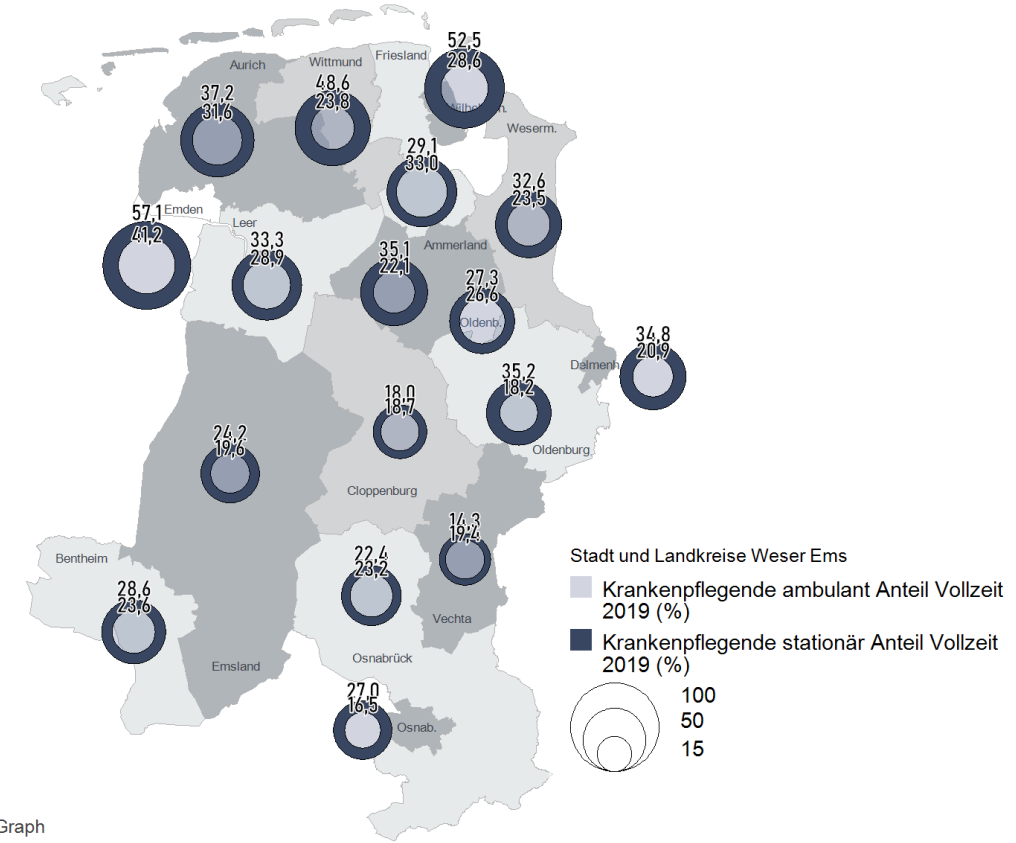 52,5
28,6
Friesland
Wittmund
Aurich
48,6
23,8
37,2
31,6
Weserm.
29,1
33,0
32,6
23,5
Emden
57,1
41,2
Leer
33,3
28,9
Ammerland
35,1
22,1
27,3
26,6
Oldenb.
34,8
20,9
Delmenh.
35,2
18,2
18,0
18,7
24,2
19,6
Oldenburg
Cloppenburg
14,3
19,4
Bentheim
22,4
23,2
28,6
23,6
Vechta
Osnabrück
Emsland
27,0
16,5
Osnab.
Stadt und Landkreise Weser Ems
Krankenpflegende ambulant Anteil Vollzeit
2019 (%)
Krankenpflegende stationär Anteil Vollzeit
2019 (%)
100
50
15
Graph